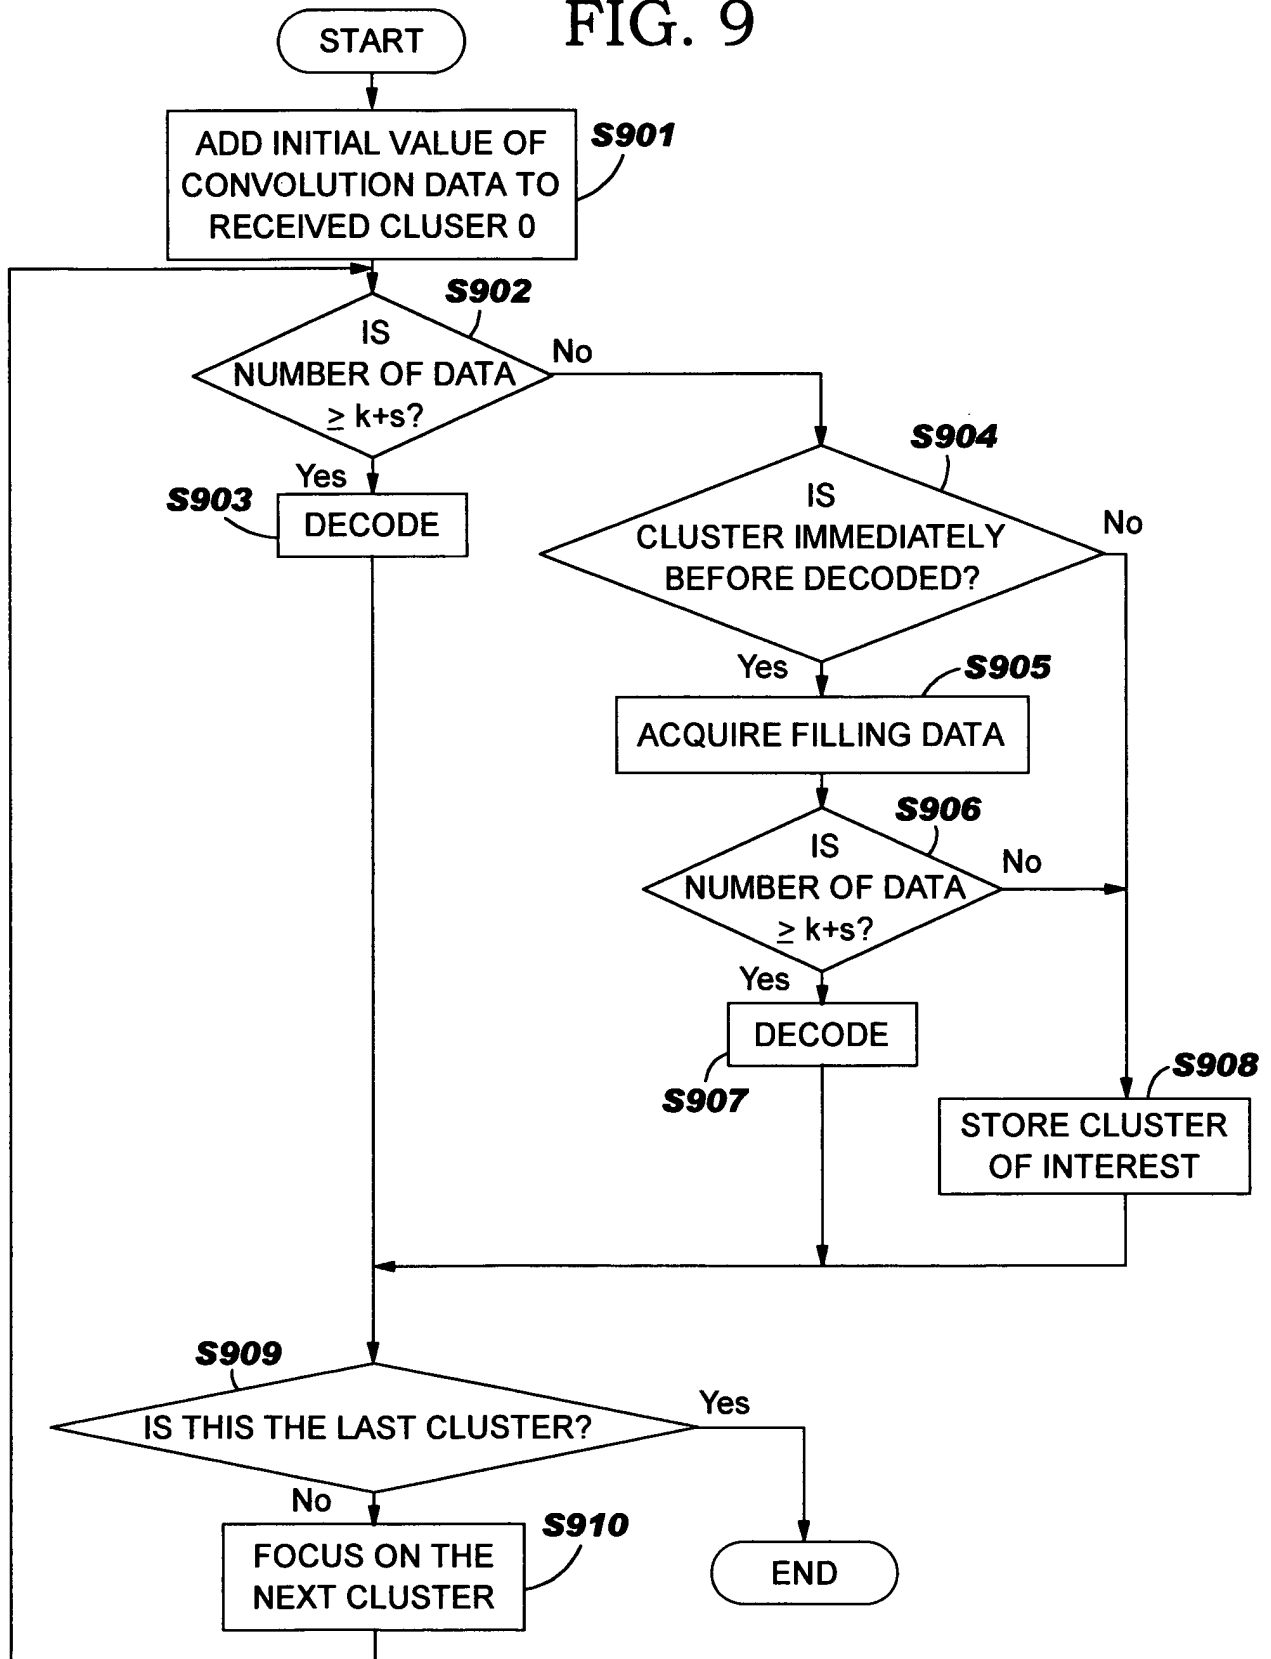 FIG. 9
START
ADD INITIAL VALUE OF
CONVOLUTION DATA TO
RECEIVED CLUSER 0
S901
S902
IS
NUMBER OF DATA
≥ k+s?
No
Yes
S903
DECODE
S904
IS
CLUSTER IMMEDIATELY
BEFORE DECODED?
No
Yes
S905
ACQUIRE FILLING DATA
S906
IS
NUMBER OF DATA
≥ k+s?
No
Yes
DECODE
S907
S908
STORE CLUSTER
OF INTEREST
S909
IS THIS THE LAST CLUSTER?
Yes
No
S910
FOCUS ON THE
NEXT CLUSTER
END